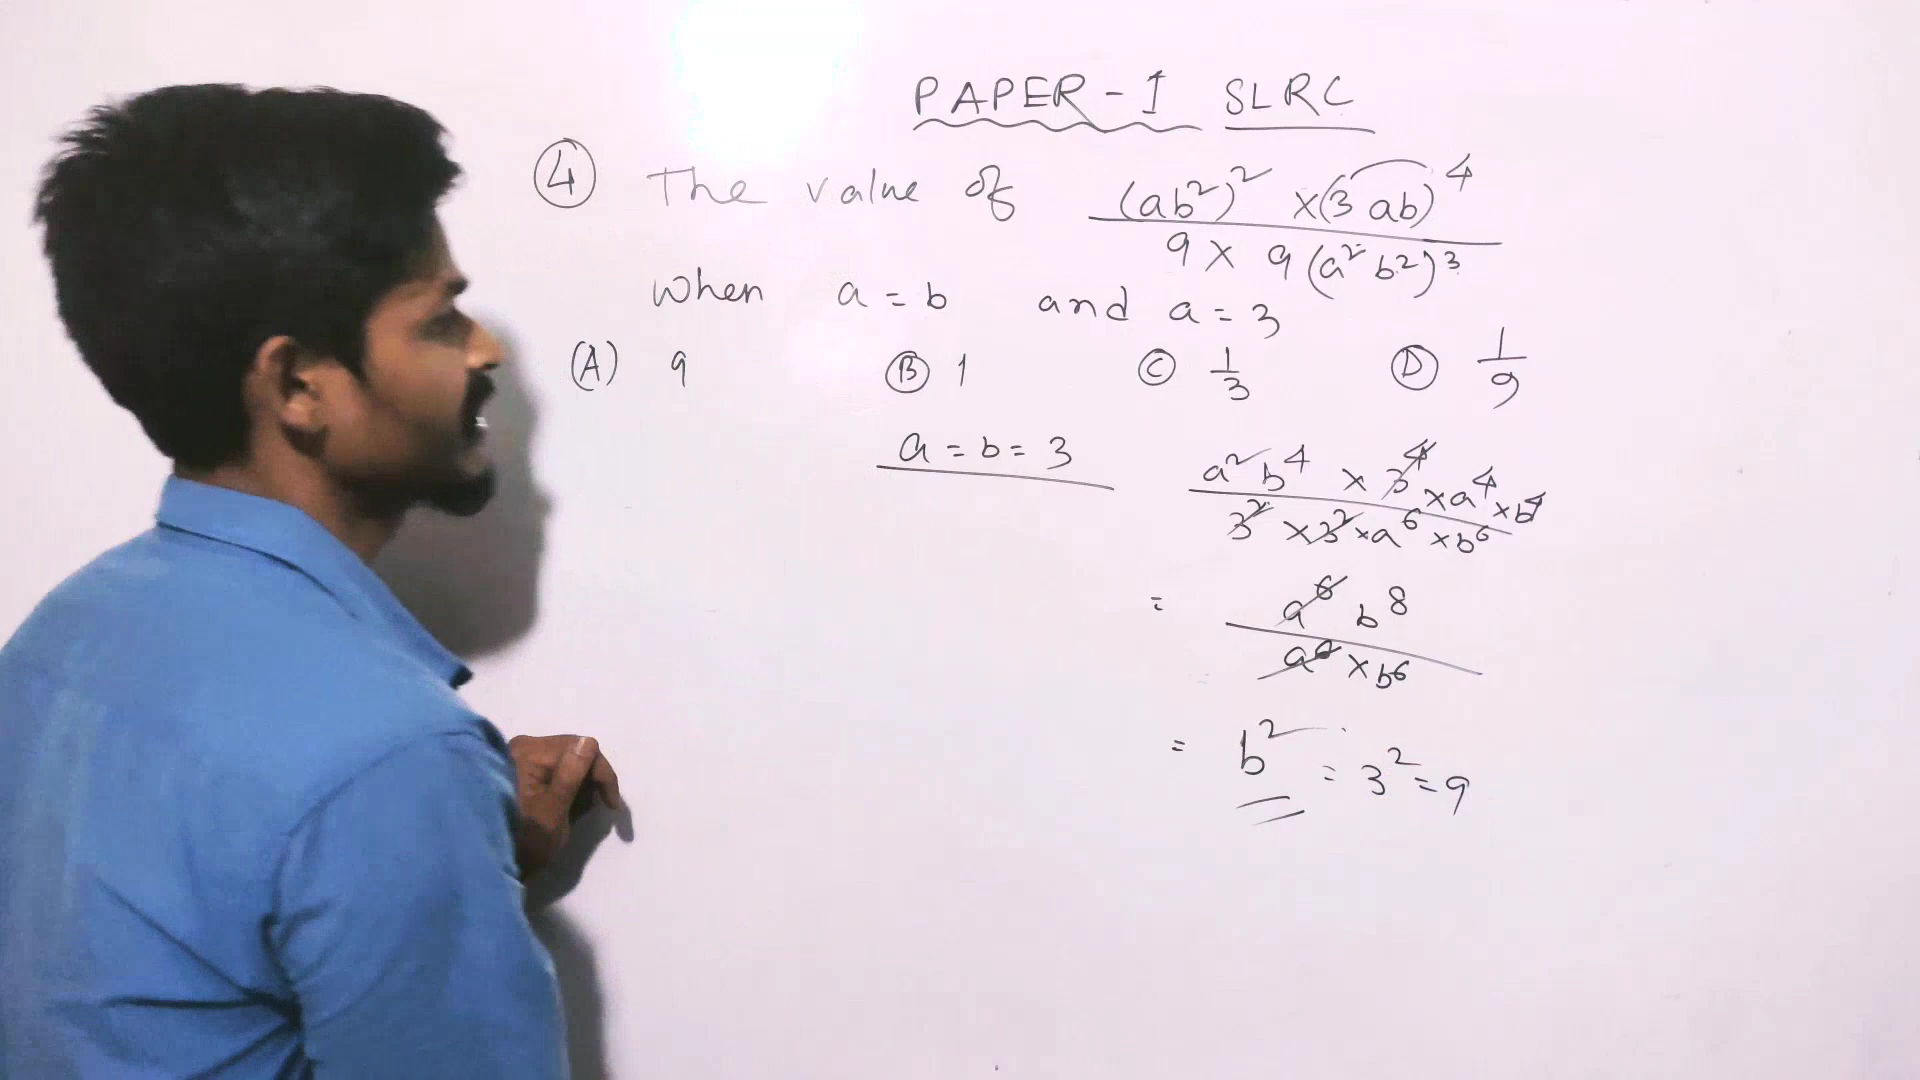 PAPER-I SLRC
④ The value of (ab²)² ×(3 ab)⁴ / 9 × 9(a² b²)³
when a = b and a = 3
(A) 9 Ⓑ 1 Ⓒ 1/3 Ⓓ 1/9
a = b = 3
a² b⁴ × 3⁴ × a⁴ × b⁴ / 3² × 3² × a⁶ × b⁶
= a⁶ b⁸ / a⁶ × b⁶
= b² = 3² = 9